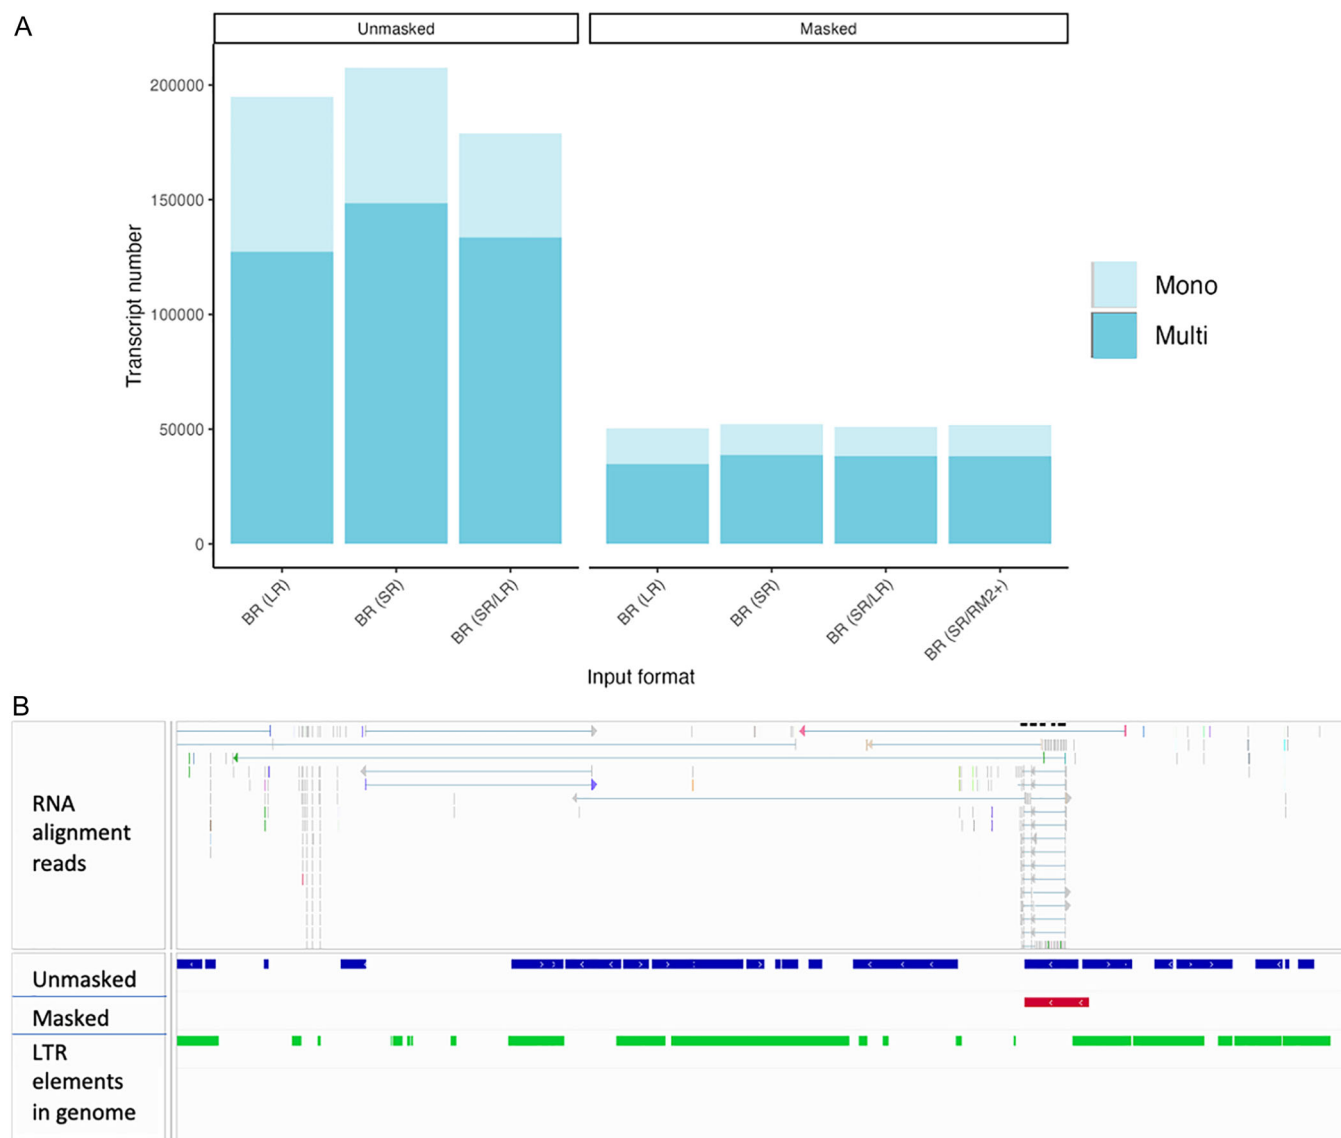 A
Unmasked
Masked
Transcript number
200000
150000
100000
50000
0
BR (LR)
BR (SR)
BR (SR/LR)
BR (LR)
BR (SR)
BR (SR/LR)
BR (SR/RM2+)
Input format
Mono
Multi
B
RNA
alignment
reads
Unmasked
Masked
LTR
elements
in genome